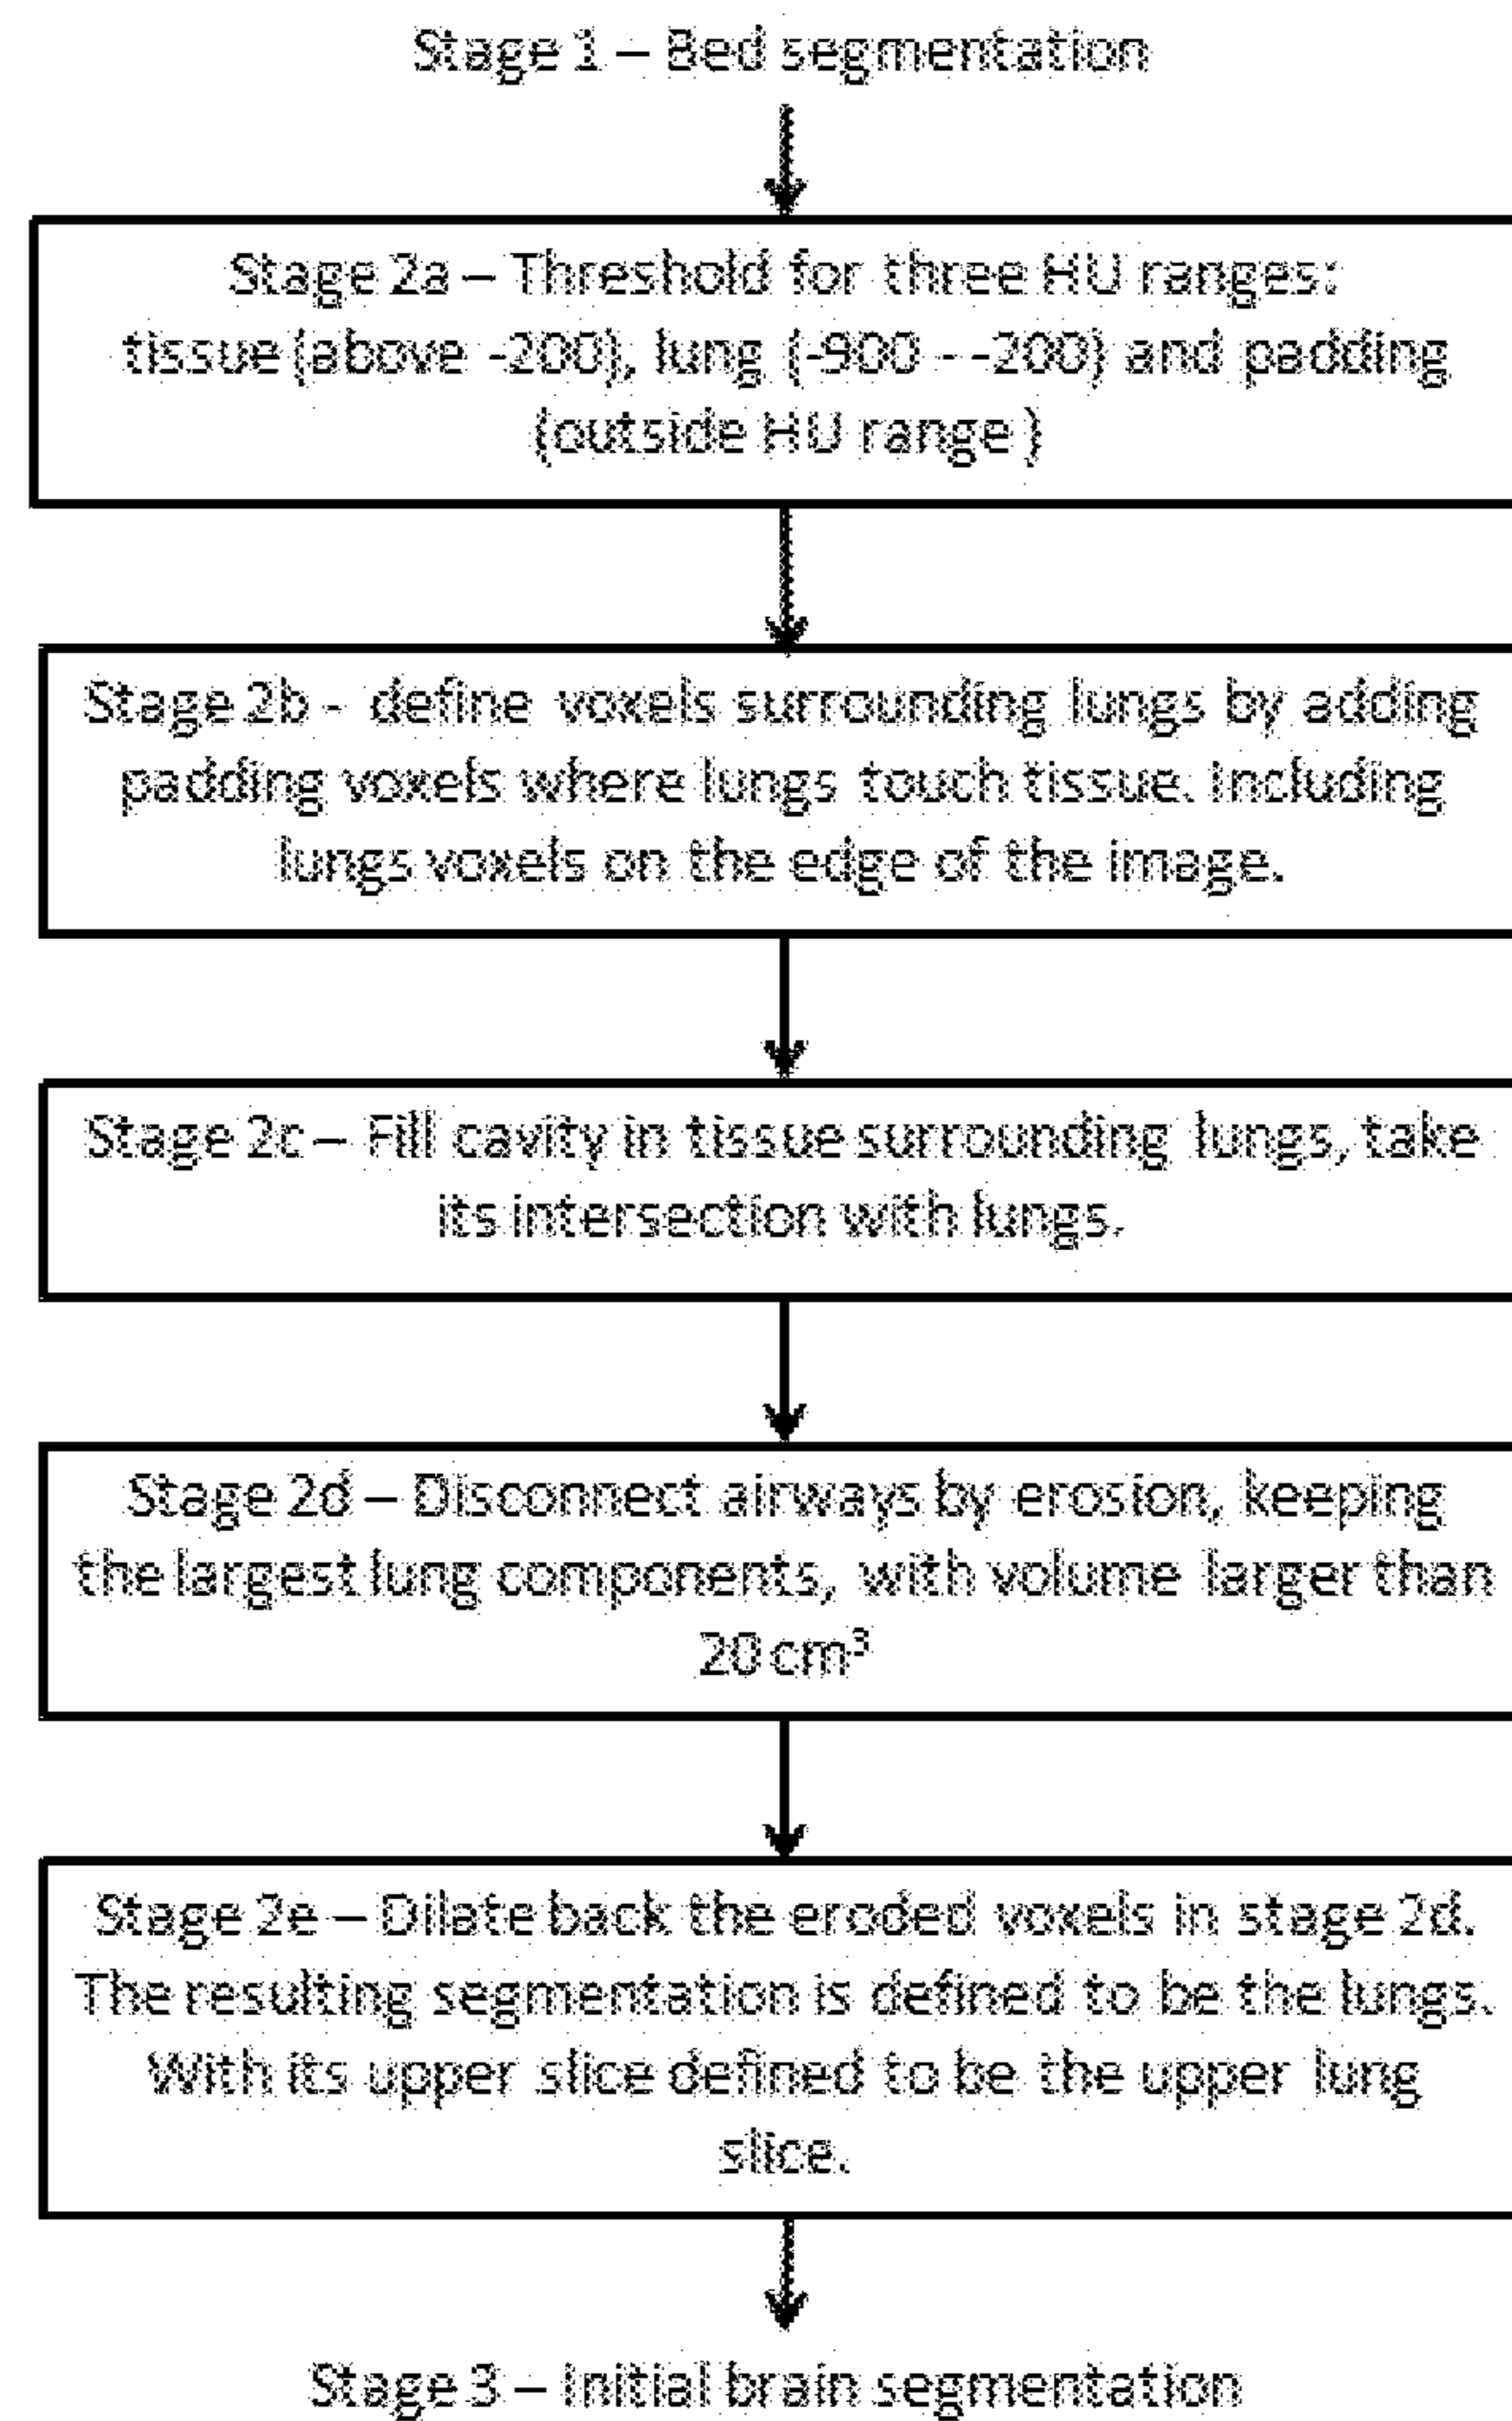 Stage 1 – Bed segmentation
Stage 2a – Threshold for three HU ranges:
tissue (above -200), lung (-900 - -200) and padding
(outside HU range )
Stage 2b - define voxels surrounding lungs by adding
padding voxels where lungs touch tissue. Including
lungs voxels on the edge of the image.
Stage 2c – Fill cavity in tissue surrounding lungs, take
its intersection with lungs.
Stage 2d – Disconnect airways by erosion, keeping
the largest lung components, with volume larger than
20 cm³
Stage 2e – Dilate back the eroded voxels in stage 2d.
The resulting segmentation is defined to be the lungs.
With its upper slice defined to be the upper lung
slice.
Stage 3 – Initial brain segmentation